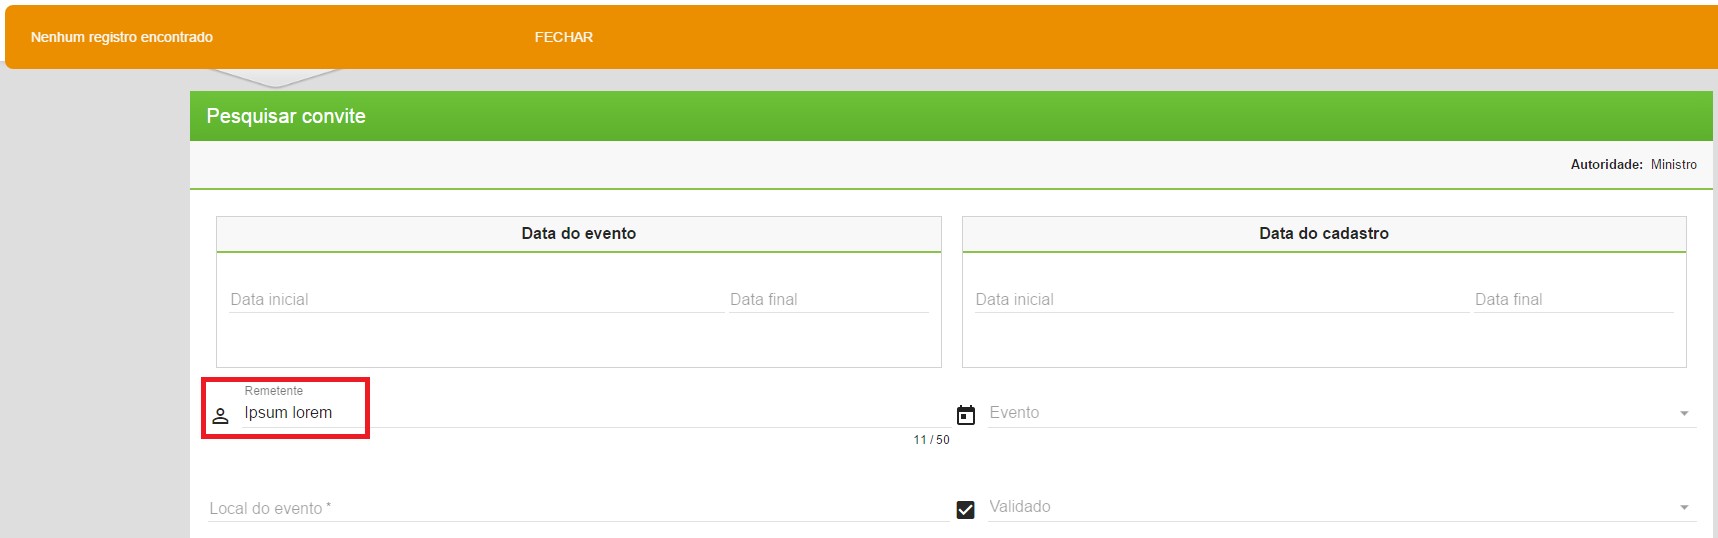 Nenhum registro encontrado FECHAR
Pesquisar convite
Autoridade: Ministro
Data do evento
Data inicial Data final
Data do cadastro
Data inicial Data final
Remetente
Ipsum lorem
11 / 50
Evento
Local do evento *
Validado